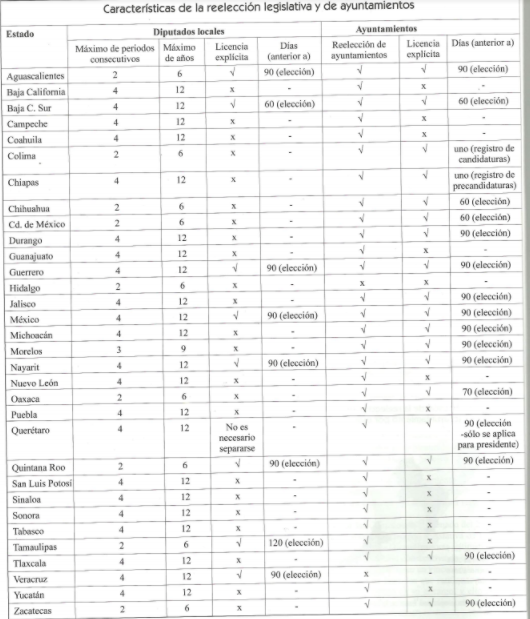 Características de la reelección legislativa y de ayuntamientos
Estado Diputados locales Ayuntamientos
Máximo de periodos consecutivos Máximo de años Licencia explícita Días (anterior a) Reelección de ayuntamientos Licencia explícita Días (anterior a)
Aguascalientes 2 6 √ 90 (elección) √ √ 90 (elección)
Baja California 4 12 x - √ x -
Baja C. Sur 4 12 √ 60 (elección) √ √ 60 (elección)
Campeche 4 12 x - √ x -
Coahuila 4 12 x - √ x -
Colima 2 6 x - √ √ uno (registro de candidaturas)
Chiapas 4 12 x - √ √ uno (registro de precandidaturas)
Chihuahua 2 6 x - √ √ 60 (elección)
Cd. de México 2 6 x - √ √ 60 (elección)
Durango 4 12 x - √ √ 90 (elección)
Guanajuato 4 12 x - √ x -
Guerrero 4 12 √ 90 (elección) √ √ 90 (elección)
Hidalgo 2 6 x - x x -
Jalisco 4 12 x - √ √ 90 (elección)
México 4 12 √ 90 (elección) √ √ 90 (elección)
Michoacán 4 12 x - √ √ 90 (elección)
Morelos 3 9 x - √ √ 90 (elección)
Nayarit 4 12 √ 90 (elección) √ √ 90 (elección)
Nuevo León 4 12 x - √ x -
Oaxaca 2 6 x - √ √ 70 (elección)
Puebla 4 12 x - √ x -
Querétaro 4 12 No es necesario separarse - √ √ 90 (elección -sólo se aplica para presidente)
Quintana Roo 2 6 √ 90 (elección) √ √ 90 (elección)
San Luis Potosí 4 12 x - √ x -
Sinaloa 4 12 x - √ x -
Sonora 4 12 x - √ x -
Tabasco 4 12 x - √ x -
Tamaulipas 2 6 √ 120 (elección) √ x -
Tlaxcala 4 12 x - √ √ 90 (elección)
Veracruz 4 12 √ 90 (elección) x - -
Yucatán 4 12 x - √ x -
Zacatecas 2 6 x - √ √ 90 (elección)